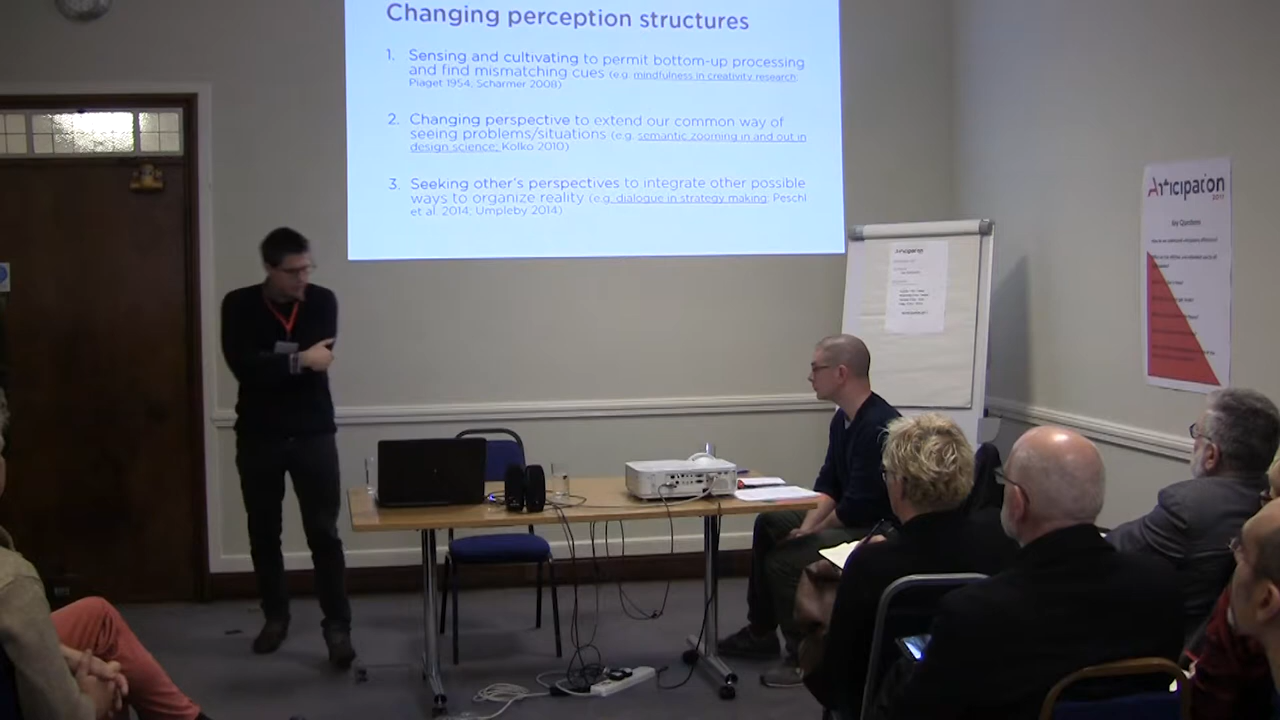 Changing perception structures
1. Sensing and cultivating to permit bottom-up processing
and find mismatching cues (e.g. mindfulness in creativity research;
Piaget 1954; Scharmer 2008)
2. Changing perspective to extend our common way of
seeing problems/situations (e.g. semantic zooming in and out in
design science; Kolko 2010)
3. Seeking other's perspectives to integrate other possible
ways to organize reality (e.g. dialogue in strategy making; Peschl
et al. 2014; Umpleby 2014)
Anticipation
2017
Key Questions